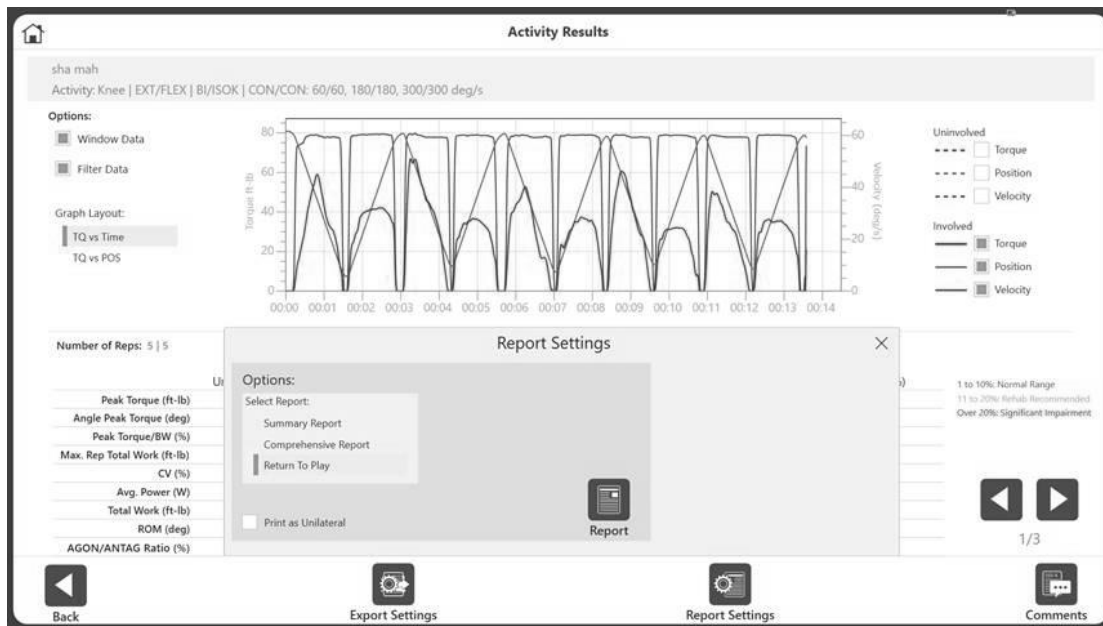 Activity Results
sha mah
Activity: Knee | EXT/FLEX | BI/ISOK | CON/CON: 60/60, 180/180, 300/300 deg/s
Options:
Window Data
Filter Data
Graph Layout:
TQ vs Time
TQ vs POS
80
60
40
20
0
Torque ft-lb
60
40
20
0
Velocity (deg/s)
00:00 00:01 00:02 00:03 00:04 00:05 00:06 00:07 00:08 00:09 00:10 00:11 00:12 00:13 00:14
Uninvolved
Torque
Position
Velocity
Involved
Torque
Position
Velocity
Number of Reps: 5 | 5
Peak Torque (ft-lb)
Angle Peak Torque (deg)
Peak Torque/BW (%)
Max. Rep Total Work (ft-lb)
CV (%)
Avg. Power (W)
Total Work (ft-lb)
ROM (deg)
AGON/ANTAG Ratio (%)
Report Settings
Options:
Select Report:
Summary Report
Comprehensive Report
Return To Play
Print as Unilateral
Report
1 to 10%: Normal Range
11 to 20%: Rehab Recommended
Over 20%: Significant Impairment
1/3
Back
Export Settings
Report Settings
Comments